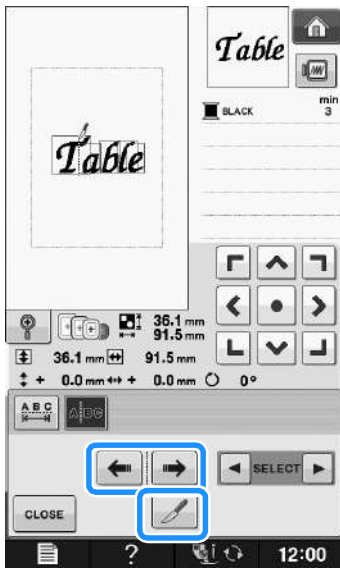 Table
Table
BLACK
min
3
36.1 mm
91.5 mm
36.1 mm 91.5 mm
+ 0.0 mm + 0.0 mm 0°
A B C
A B C
SELECT
CLOSE
? i 12:00